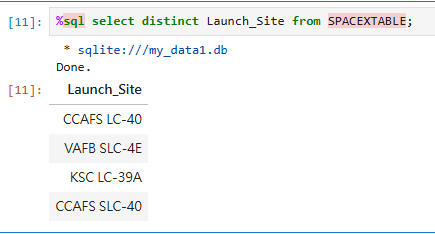 [11]: %sql select distinct Launch_Site from SPACEXTABLE;
* sqlite:///my_data1.db
Done.
[11]: Launch_Site
CCAFS LC-40
VAFB SLC-4E
KSC LC-39A
CCAFS SLC-40